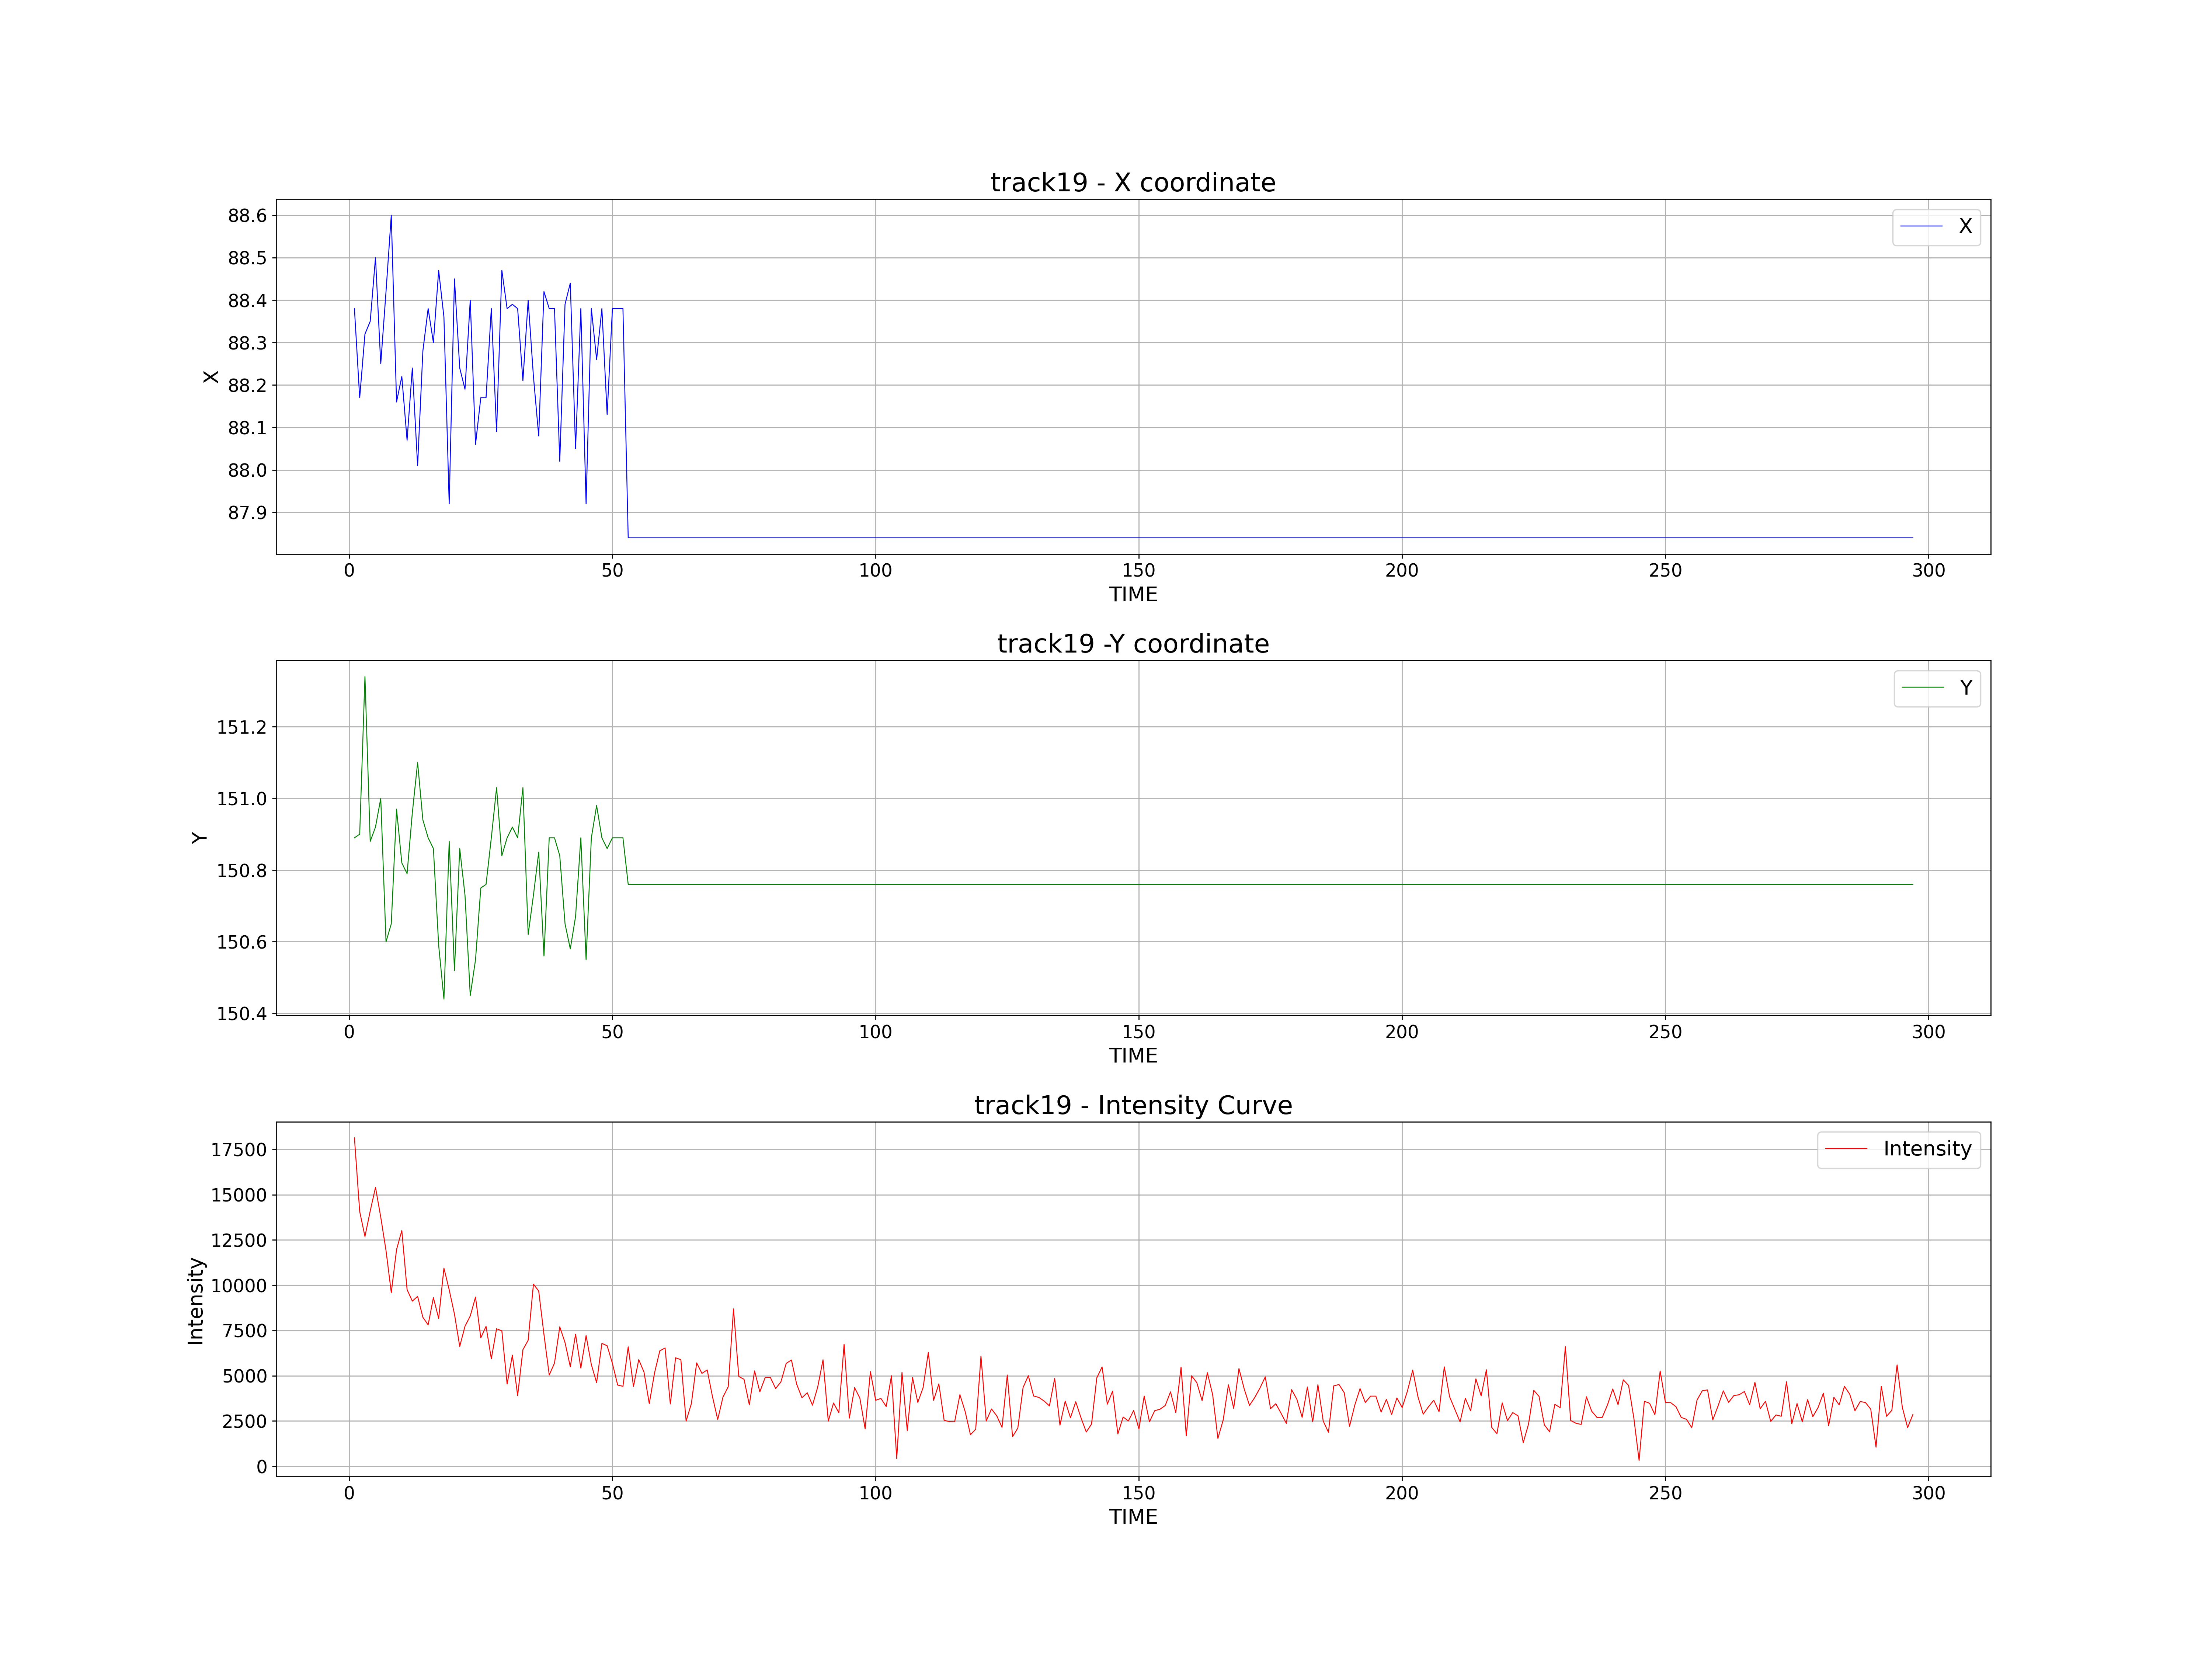 track19 - X coordinate
X
88.6
88.5
88.4
88.3
88.2
88.1
88.0
87.9
X
0 50 100 150 200 250 300
TIME
track19 -Y coordinate
Y
151.2
151.0
150.8
150.6
150.4
Y
0 50 100 150 200 250 300
TIME
track19 - Intensity Curve
Intensity
17500
15000
12500
10000
7500
5000
2500
0
Intensity
0 50 100 150 200 250 300
TIME